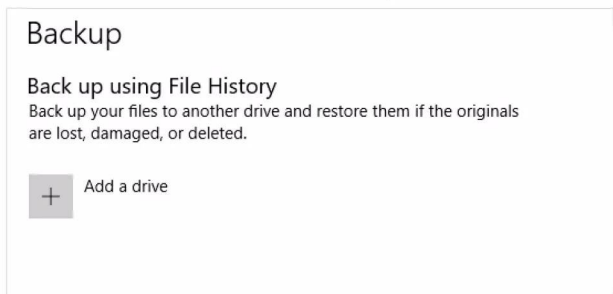 Backup
Back up using File History
Back up your files to another drive and restore them if the originals
are lost, damaged, or deleted.
Add a drive